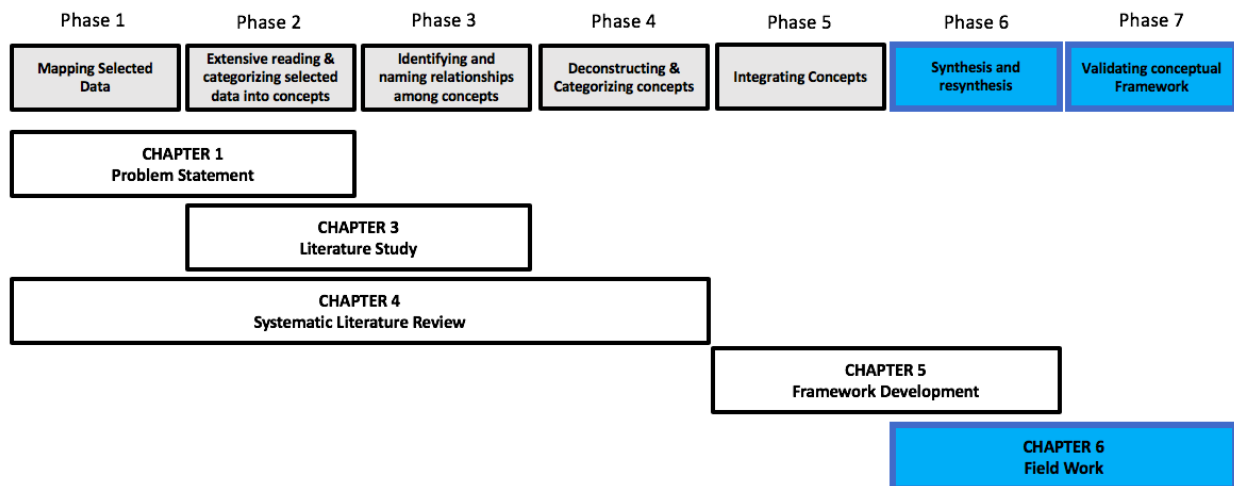 Phase 1 Phase 2 Phase 3 Phase 4 Phase 5 Phase 6 Phase 7
Mapping Selected
Data
Extensive reading &
categorizing selected
data into concepts
Identifying and
naming relationships
among concepts
Deconstructing &
Categorizing concepts
Integrating Concepts
Synthesis and
resynthesis
Validating conceptual
Framework
CHAPTER 1
Problem Statement
CHAPTER 3
Literature Study
CHAPTER 4
Systematic Literature Review
CHAPTER 5
Framework Development
CHAPTER 6
Field Work